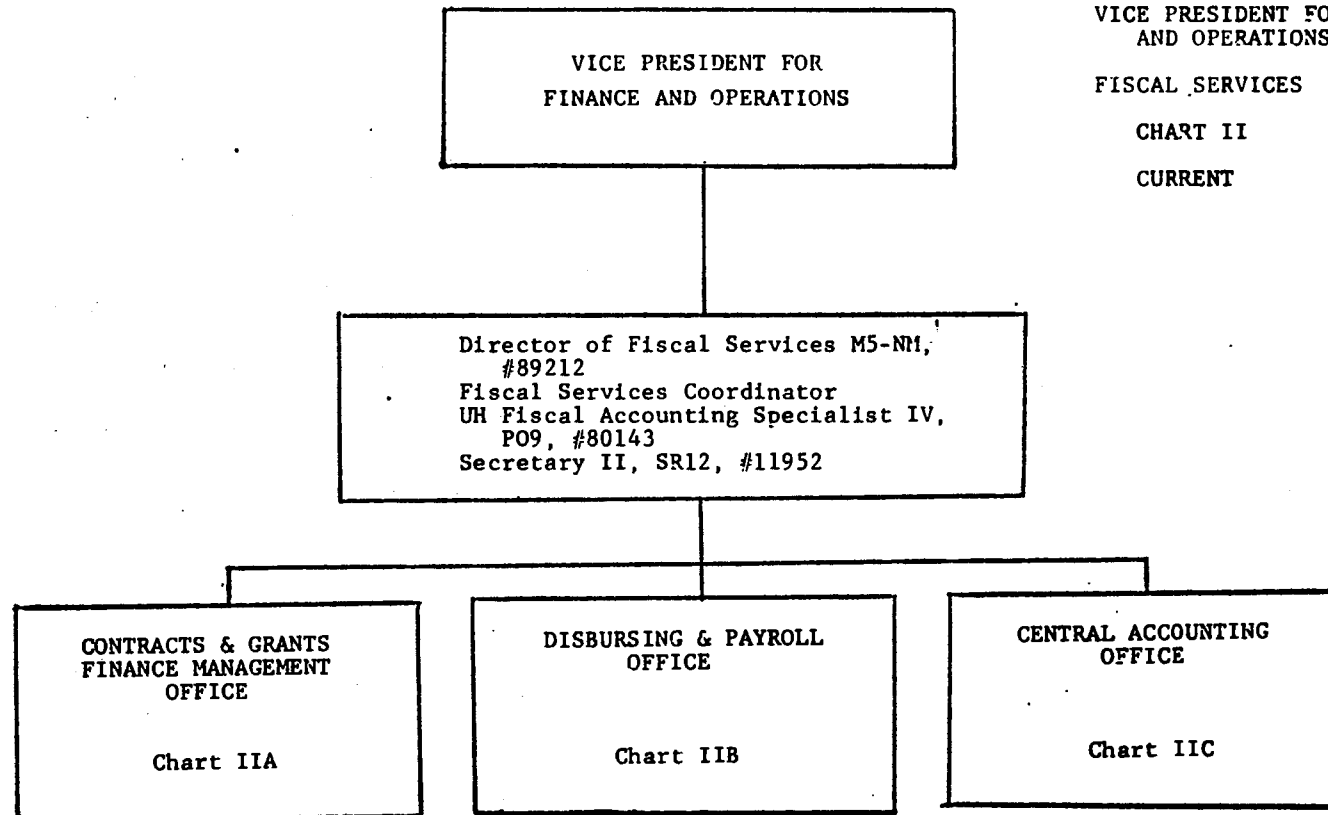 VICE PRESIDENT FOR
FINANCE AND OPERATIONS
VICE PRESIDENT FO
AND OPERATIONS
FISCAL SERVICES
CHART II
CURRENT
Director of Fiscal Services M5-NM,
#89212
Fiscal Services Coordinator
UH Fiscal Accounting Specialist IV,
PO9, #80143
Secretary II, SR12, #11952
CONTRACTS & GRANTS
FINANCE MANAGEMENT
OFFICE
Chart IIA
DISBURSING & PAYROLL
OFFICE
Chart IIB
CENTRAL ACCOUNTING
OFFICE
Chart IIC